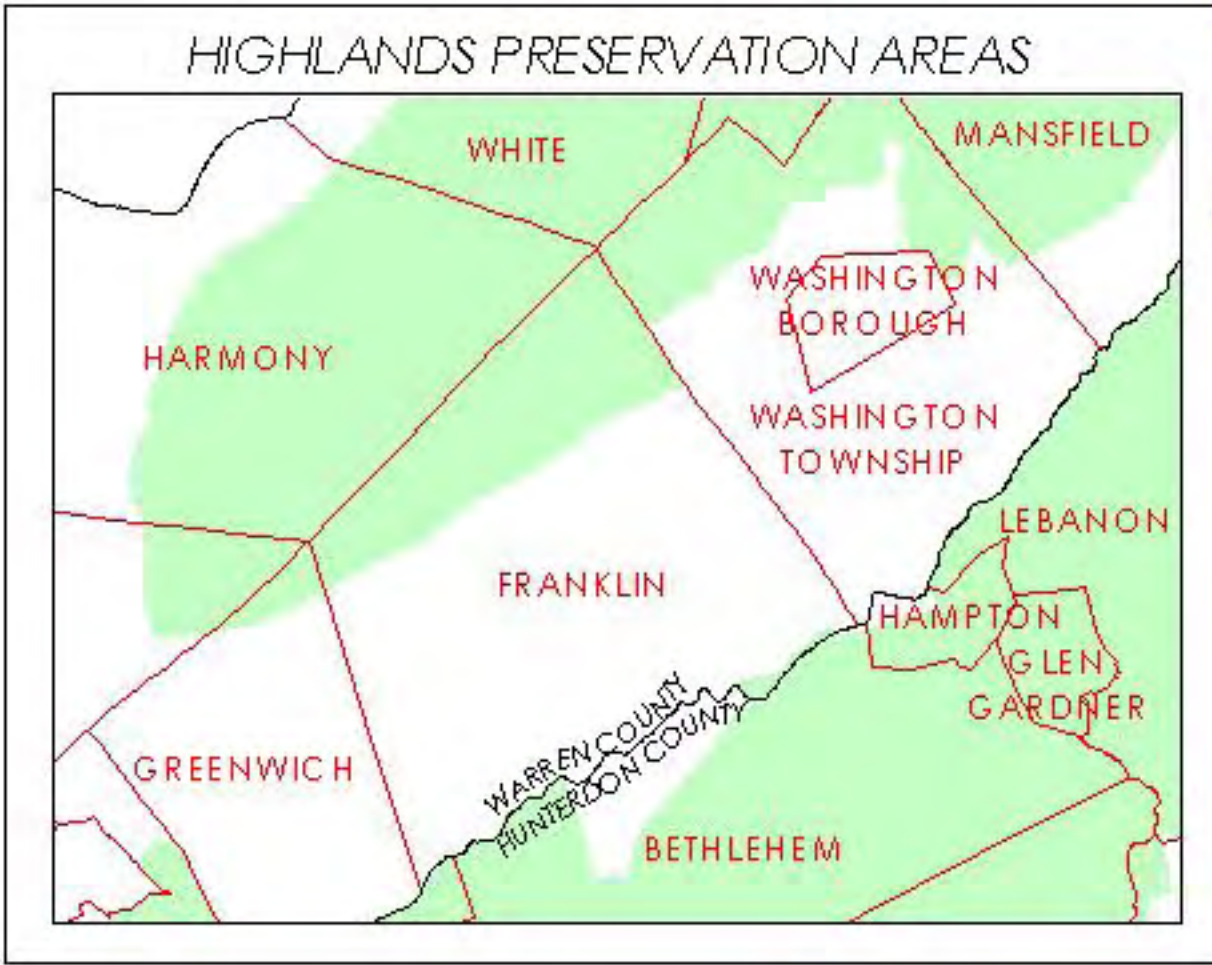 HIGHLANDS PRESERVATION AREAS
WHITE
MANSFIELD
WASHINGTON
BOROUGH
HARMONY
WASHINGTON
TOWNSHIP
LEBANON
FRANKLIN
HAMPTON
GLEN
GARDNER
WARREN COUNTY
HUNTERDON COUNTY
GREENWICH
BETHLEHEM